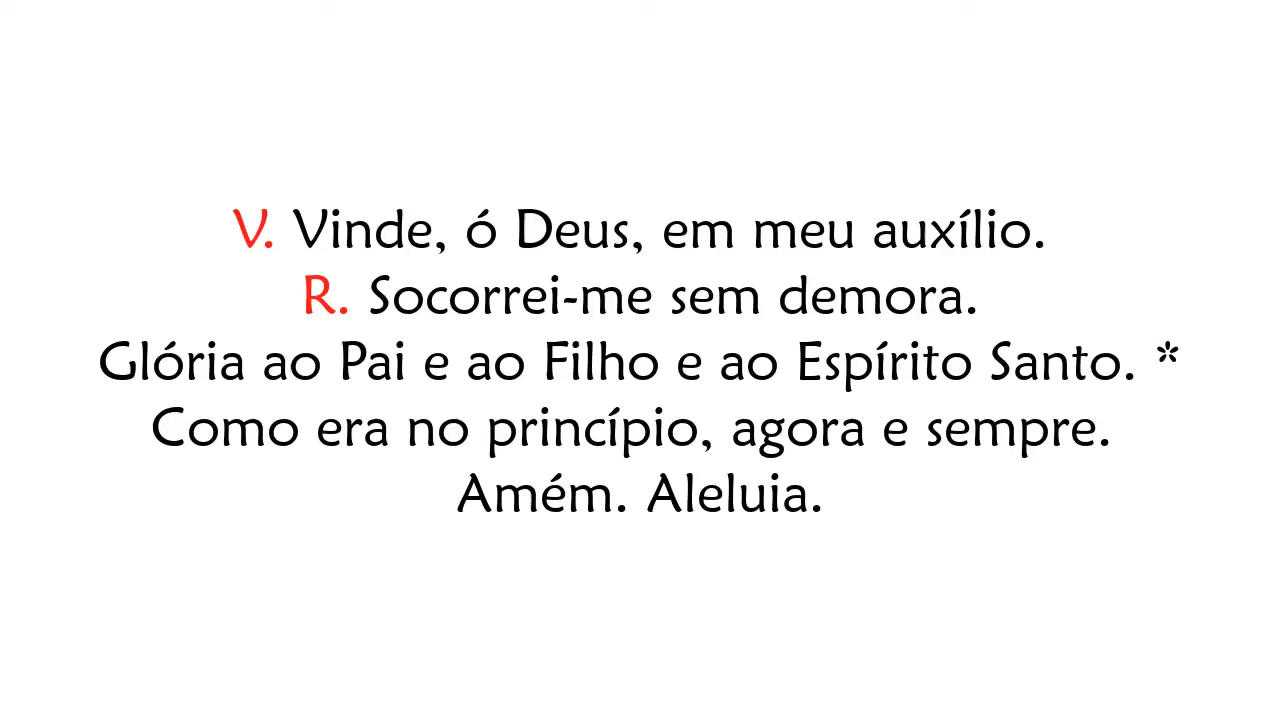 V. Vinde, ó Deus, em meu auxílio.
R. Socorrei-me sem demora.
Glória ao Pai e ao Filho e ao Espírito Santo. *
Como era no princípio, agora e sempre.
Amém. Aleluia.